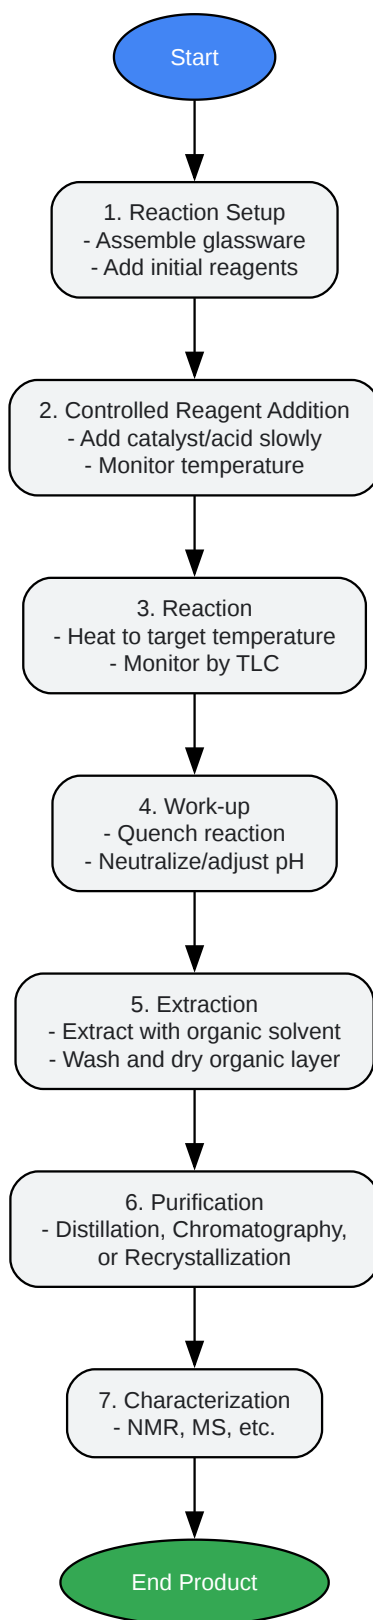 Start
1. Reaction Setup
- Assemble glassware
- Add initial reagents
2. Controlled Reagent Addition
- Add catalyst/acid slowly
- Monitor temperature
3. Reaction
- Heat to target temperature
- Monitor by TLC
4. Work-up
- Quench reaction
- Neutralize/adjust pH
5. Extraction
- Extract with organic solvent
- Wash and dry organic layer
6. Purification
- Distillation, Chromatography,
or Recrystallization
7. Characterization
- NMR, MS, etc.
End Product